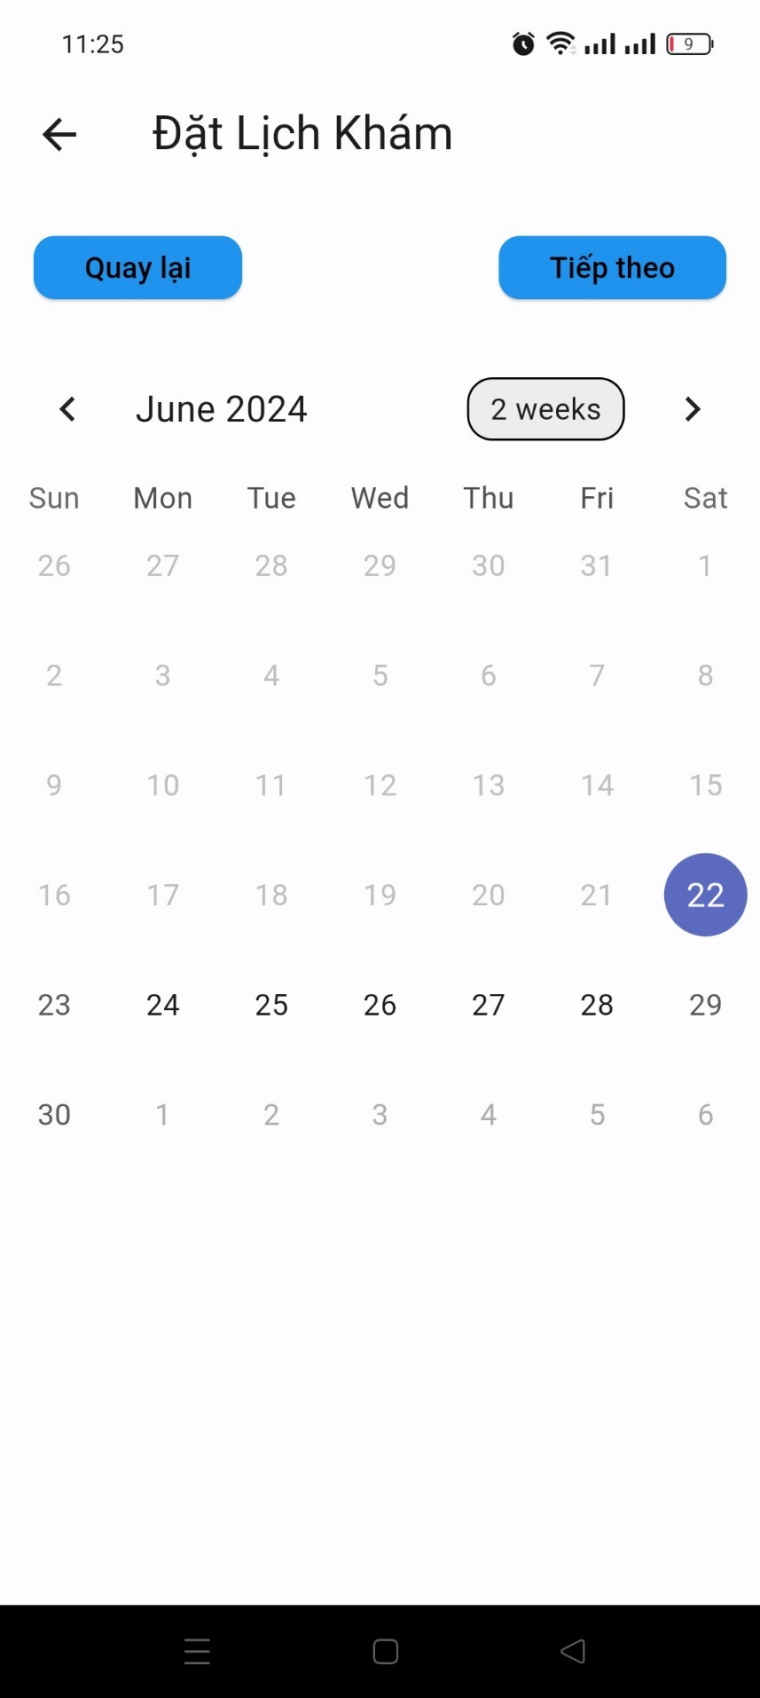 11:25 9
Đặt Lịch Khám
Quay lại Tiếp theo
June 2024 2 weeks
Sun Mon Tue Wed Thu Fri Sat
26 27 28 29 30 31 1
2 3 4 5 6 7 8
9 10 11 12 13 14 15
16 17 18 19 20 21 22
23 24 25 26 27 28 29
30 1 2 3 4 5 6